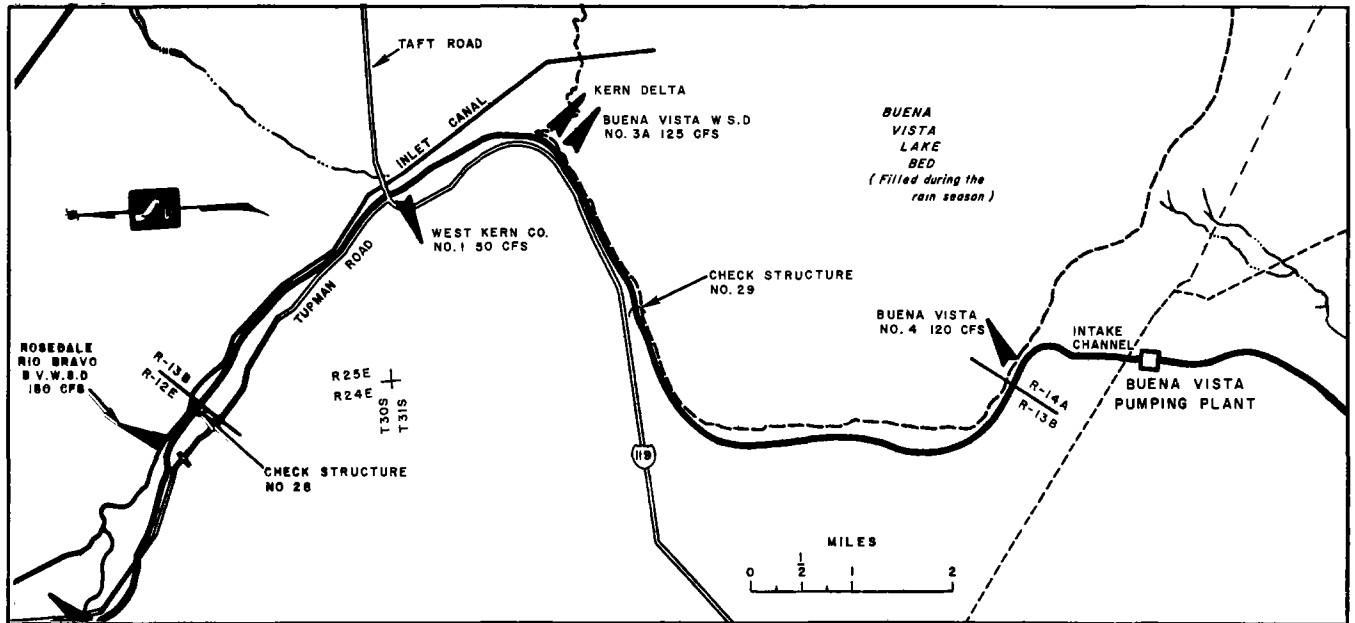 TAFT ROAD
INLET CANAL
KERN DELTA
BUENA VISTA W.S.D
NO. 3A 125 CFS
BUENA
VISTA
LAKE
BED
(Filled during the
rain season)
WEST KERN CO.
NO. 1 50 CFS
TUPMAN ROAD
CHECK STRUCTURE
NO. 29
BUENA VISTA
NO. 4 120 CFS
INTAKE
CHANNEL
BUENA VISTA
PUMPING PLANT
R-14A
R-13B
ROSEDALE
RIO BRAVO
B V.W.S.D
180 CFS
R-13B
R-12E
R25E
R24E
T30S
T31S
CHECK STRUCTURE
NO 28
119
MILES
0 1/2 1 2